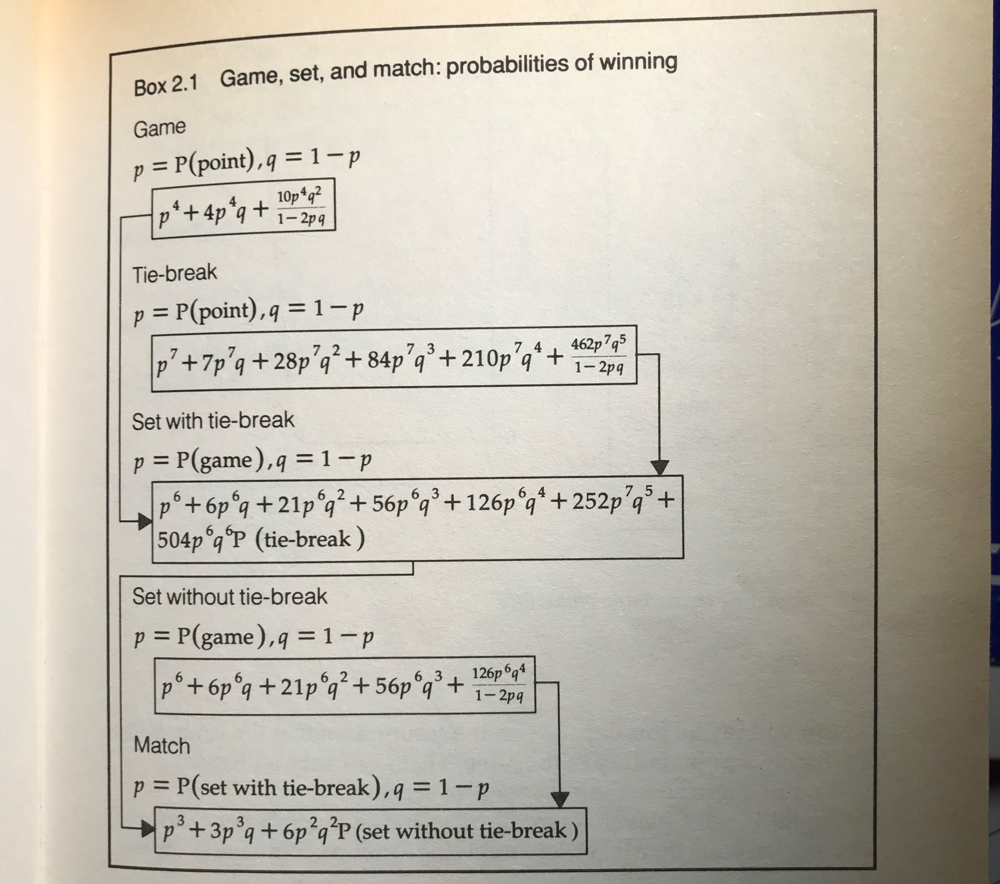 Box 2.1 Game, set, and match: probabilities of winning
Game
p = P(point), q = 1 − p
p⁴ + 4p⁴q + 10p⁴q² / 1 − 2pq
Tie-break
p = P(point), q = 1 − p
p⁷ + 7p⁷q + 28p⁷q² + 84p⁷q³ + 210p⁷q⁴ + 462p⁷q⁵ / 1 − 2pq
Set with tie-break
p = P(game), q = 1 − p
p⁶ + 6p⁶q + 21p⁶q² + 56p⁶q³ + 126p⁶q⁴ + 252p⁷q⁵ +
504p⁶q⁶P (tie-break)
Set without tie-break
p = P(game), q = 1 − p
p⁶ + 6p⁶q + 21p⁶q² + 56p⁶q³ + 126p⁶q⁴ / 1 − 2pq
Match
p = P(set with tie-break), q = 1 − p
p³ + 3p³q + 6p²q²P (set without tie-break)